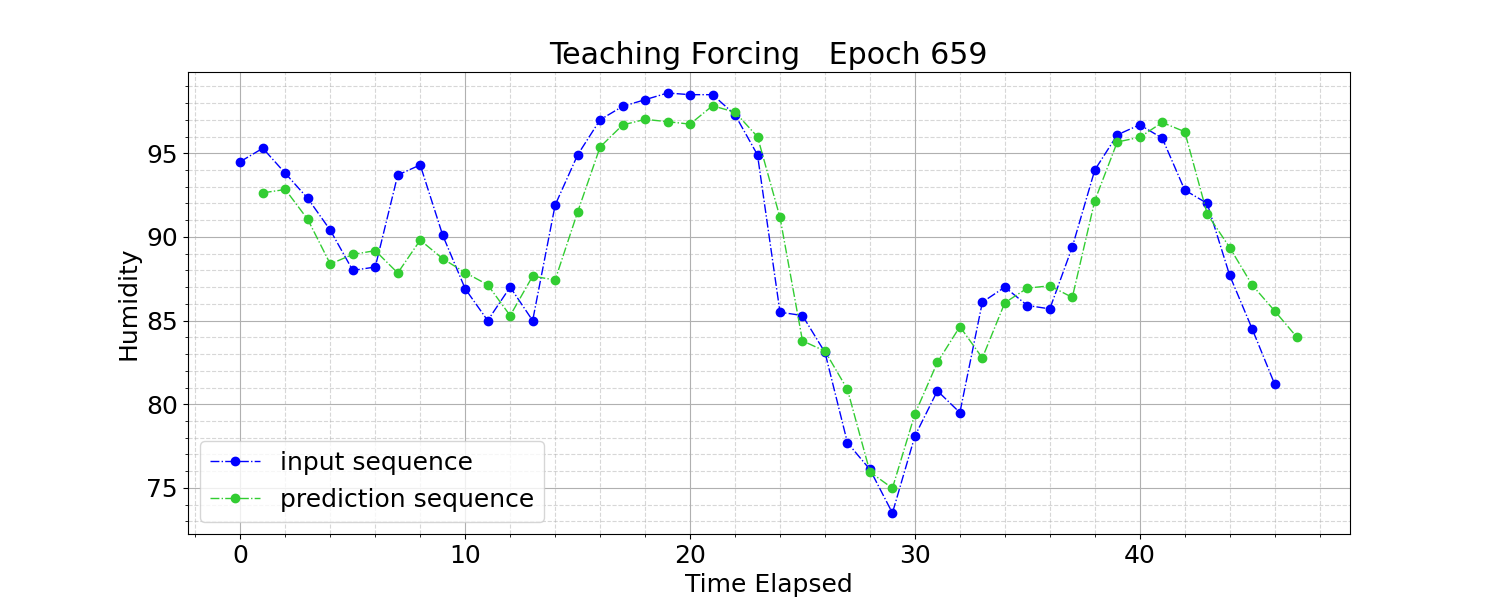 Teaching Forcing   Epoch 659
Humidity
95
90
85
80
75
input sequence
prediction sequence
0 10 20 30 40
Time Elapsed